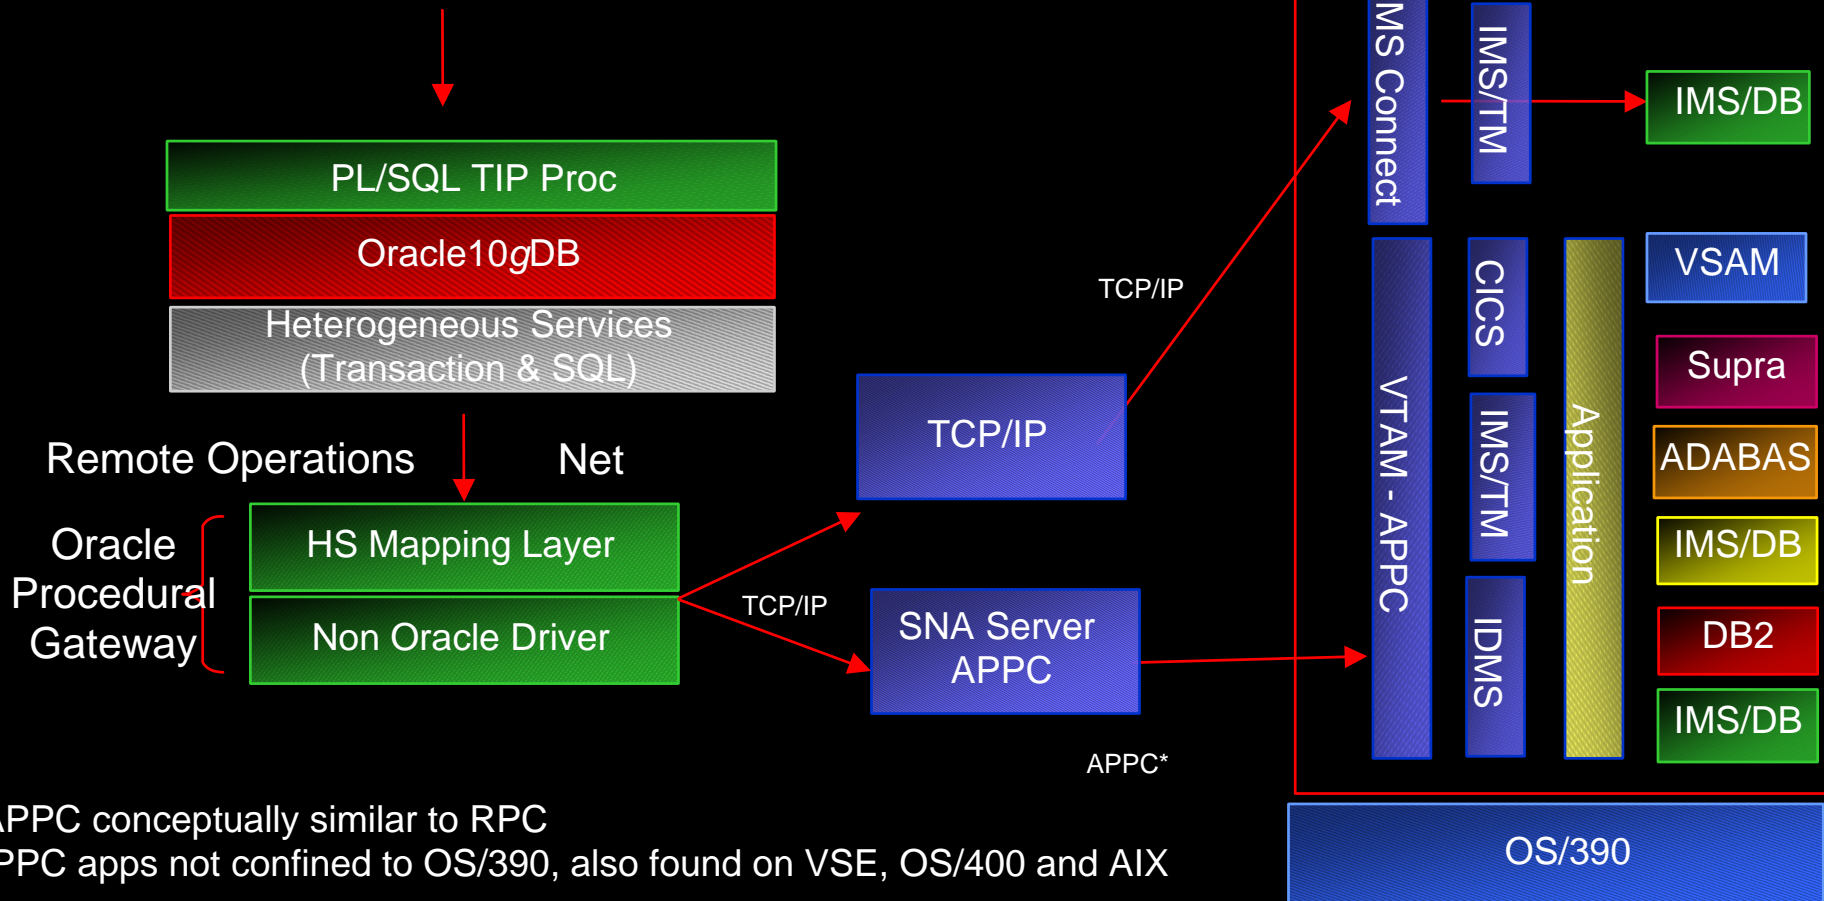 PL/SQL TIP Proc
Oracle10gDB
Heterogeneous Services
(Transaction & SQL)
Remote Operations
Net
Oracle
Procedural
Gateway
HS Mapping Layer
Non Oracle Driver
TCP/IP
TCP/IP
TCP/IP
SNA Server
APPC
APPC*
MS Connect
IMS/TM
IMS/DB
VTAM - APPC
CICS
IMS/TM
IDMS
Application
VSAM
Supra
ADABAS
IMS/DB
DB2
IMS/DB
OS/390
APPC conceptually similar to RPC
PPC apps not confined to OS/390, also found on VSE, OS/400 and AIX